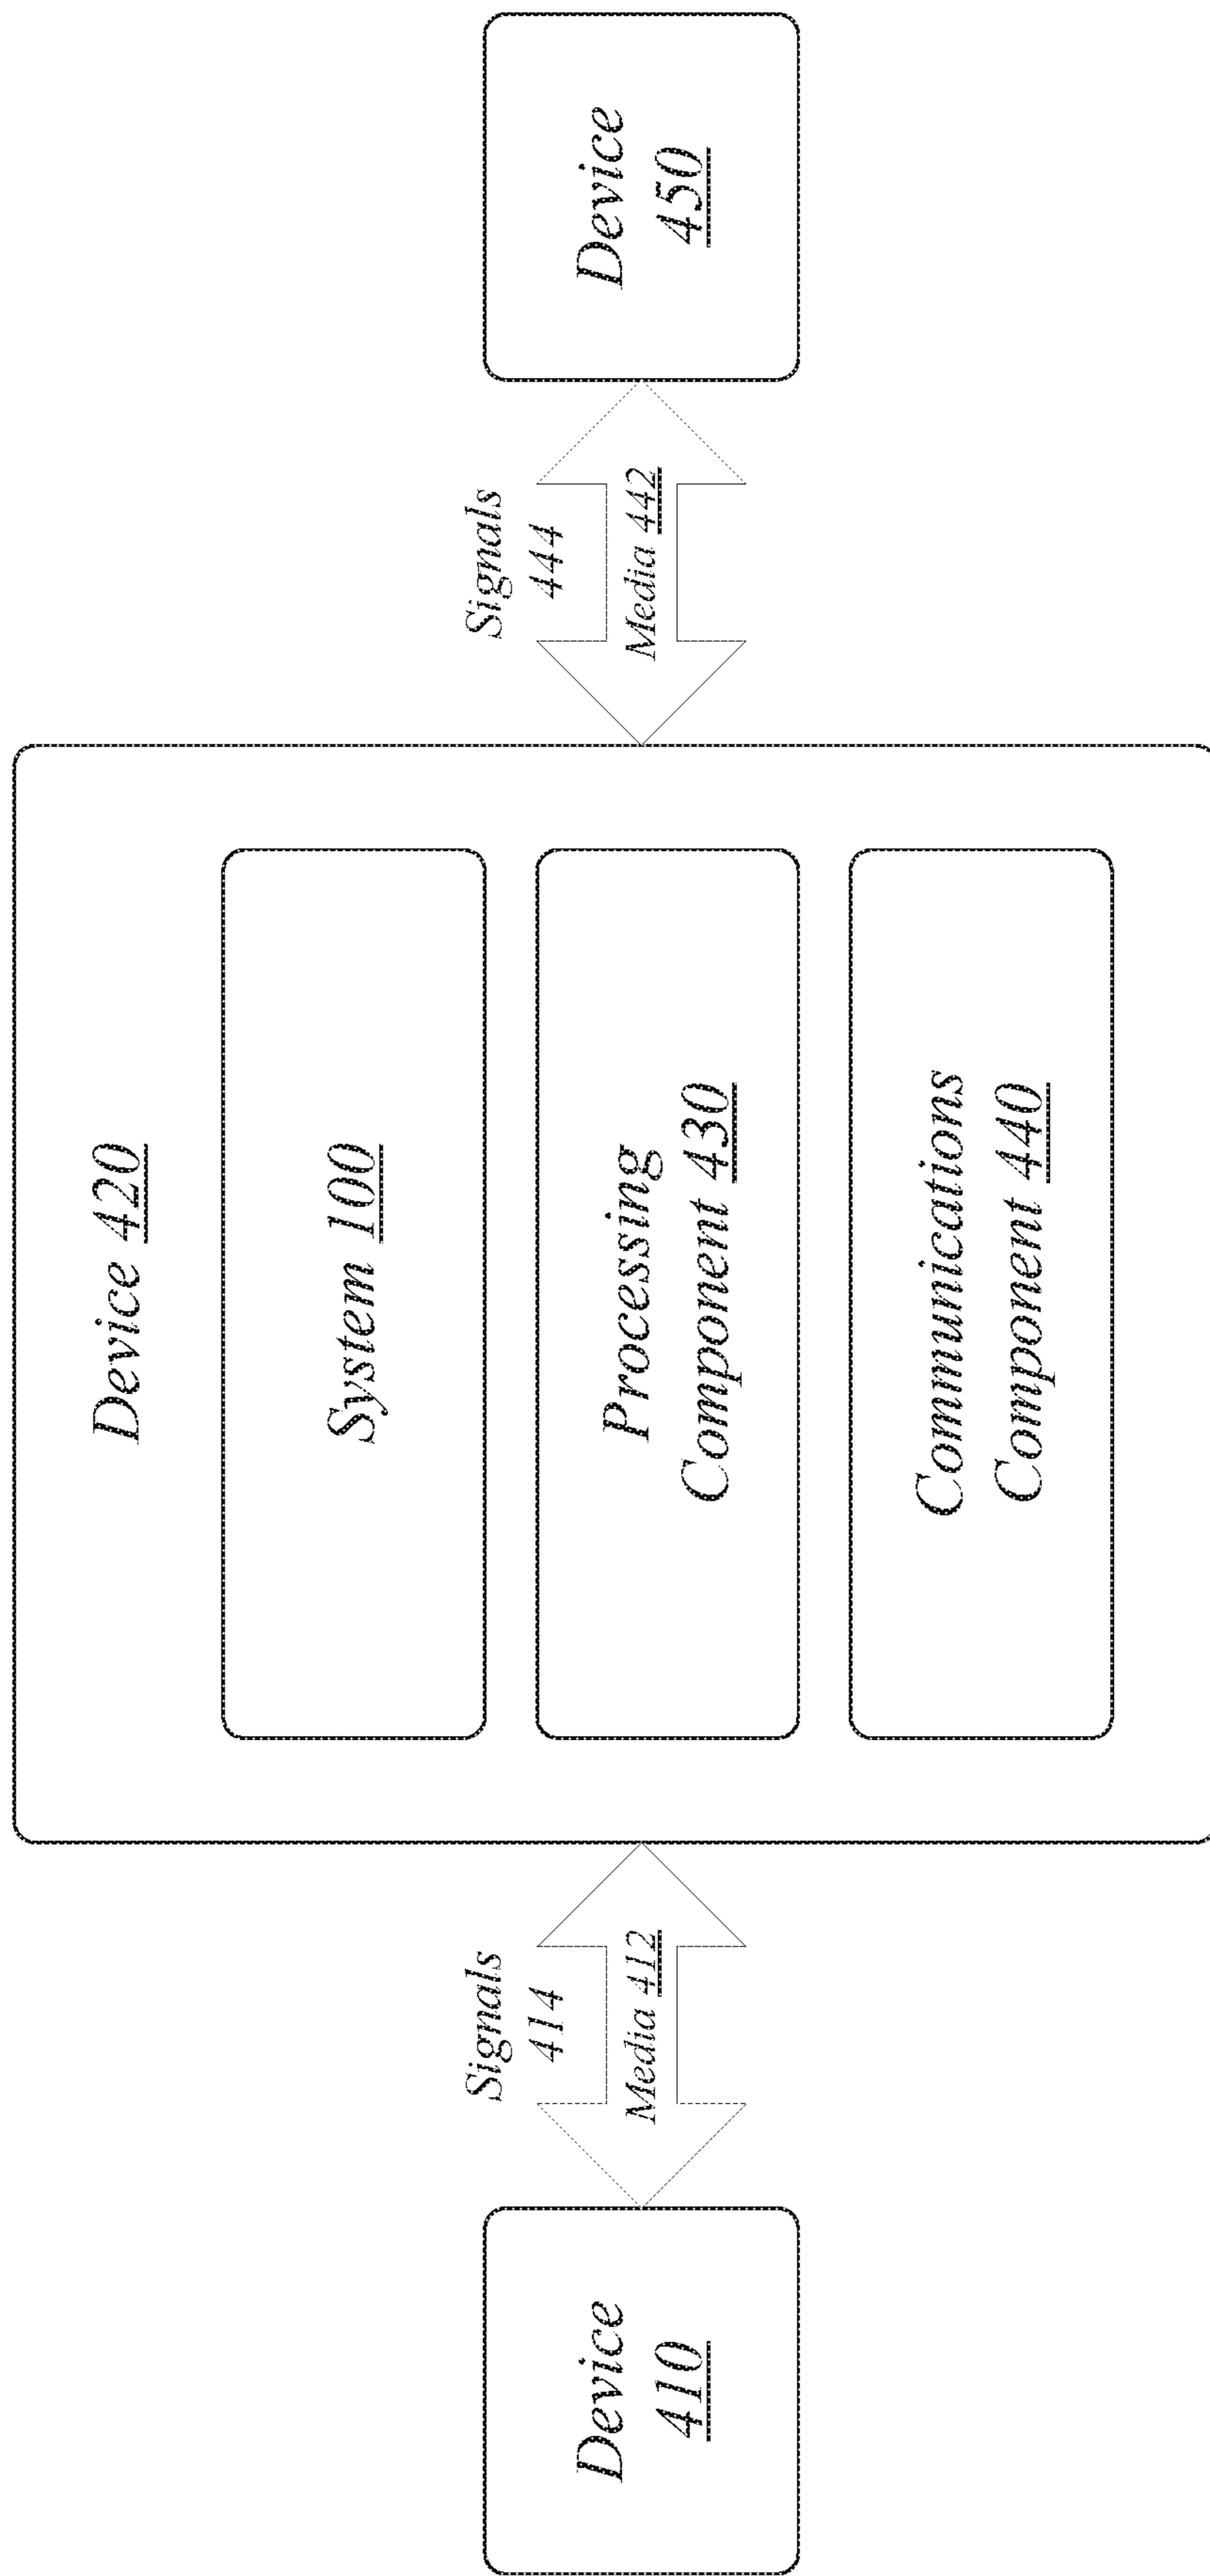 Device 420
System 100
Processing
Component 430
Communications
Component 440
Device
410
Signals
414
Media 412
Signals
444
Media 442
Device
450